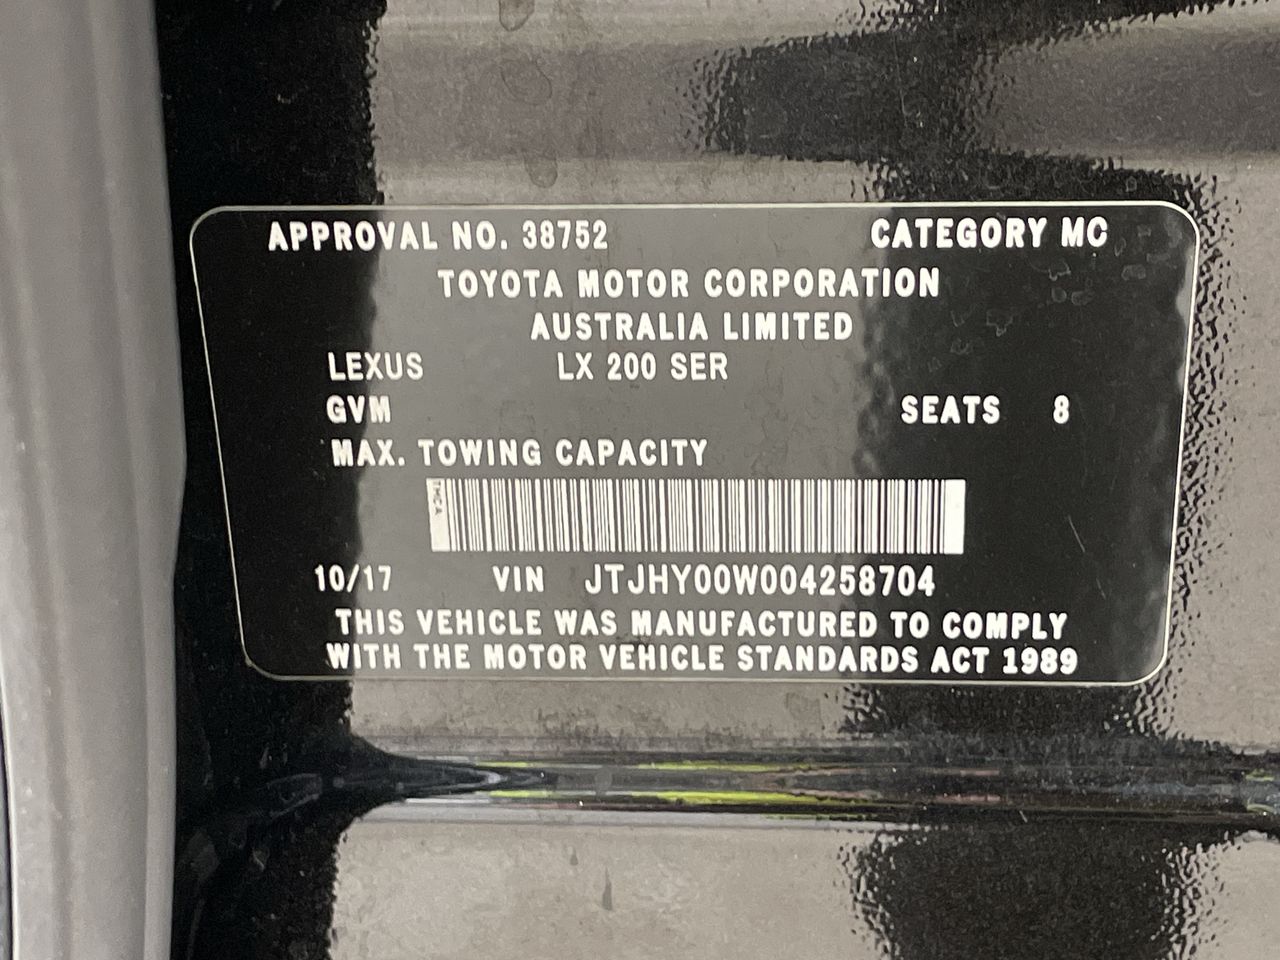 APPROVAL NO. 38752 CATEGORY MC
TOYOTA MOTOR CORPORATION
AUSTRALIA LIMITED
LEXUS LX 200 SER
GVM SEATS 8
MAX. TOWING CAPACITY
TMCA
10/17 VIN JTJHY00W004258704
THIS VEHICLE WAS MANUFACTURED TO COMPLY
WITH THE MOTOR VEHICLE STANDARDS ACT 1989